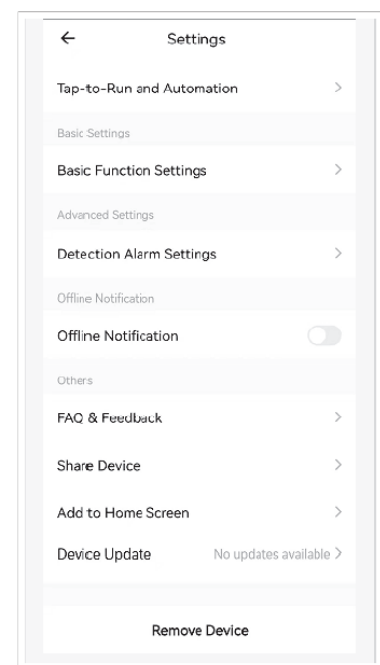 Settings
Tap-to-Run and Automation
Basic Settings
Basic Function Settings
Advanced Settings
Detection Alarm Settings
Offline Notification
Offline Notification
Others
FAQ & Feedback
Share Device
Add to Home Screen
Device Update No updates available
Remove Device